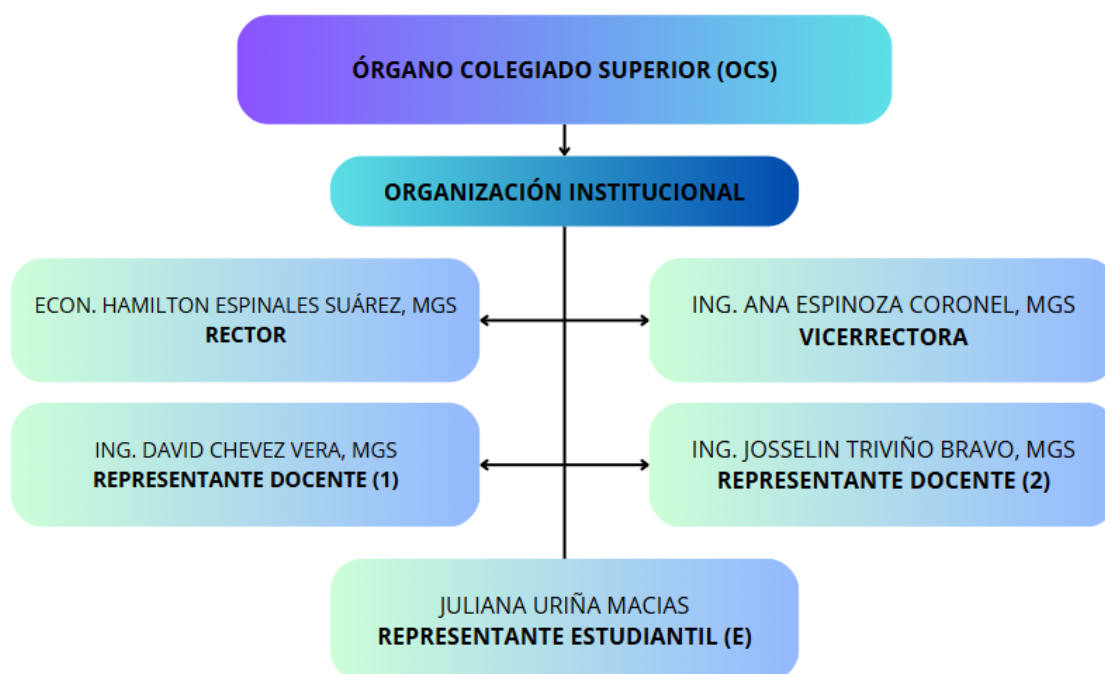 ÓRGANO COLEGIADO SUPERIOR (OCS)
ORGANIZACIÓN INSTITUCIONAL
ECON. HAMILTON ESPINALES SUÁREZ, MGS
RECTOR
ING. ANA ESPINOZA CORONEL, MGS
VICERRECTORA
ING. DAVID CHEVEZ VERA, MGS
REPRESENTANTE DOCENTE (1)
ING. JOSSELIN TRIVIÑO BRAVO, MGS
REPRESENTANTE DOCENTE (2)
JULIANA URIÑA MACIAS
REPRESENTANTE ESTUDIANTIL (E)